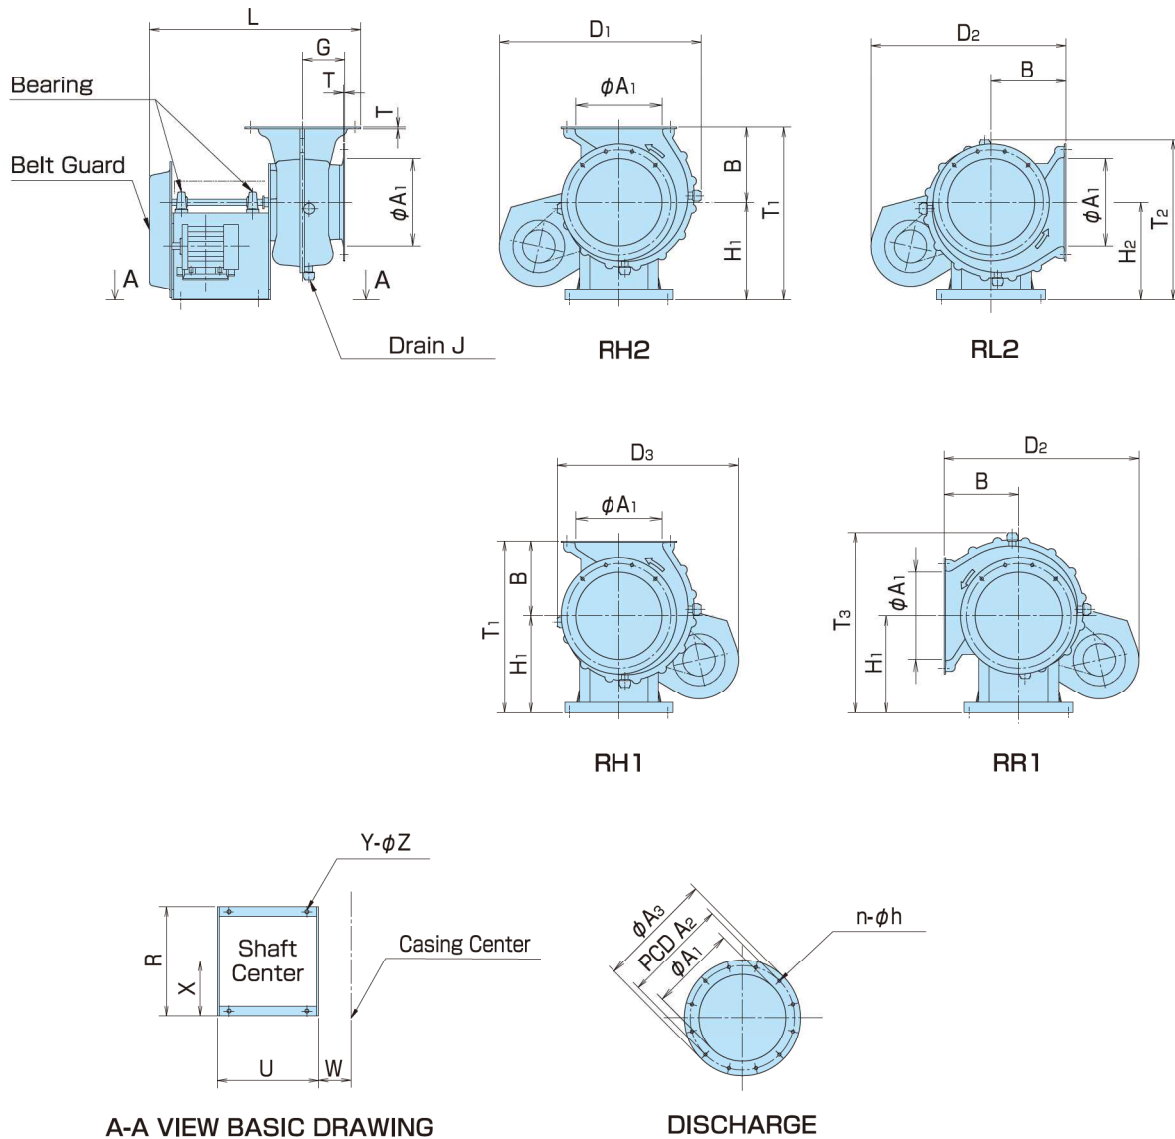 L
G
T
T
Bearing
Belt Guard
φA1
A
A
Drain J
D1
φA1
B
T1
H1
RH2
D2
B
φA1
T2
H2
RL2
D3
φA1
B
T1
H1
RH1
D2
B
φA1
T3
H1
RR1
Y-φZ
R
X
Shaft
Center
Casing Center
U
W
A-A VIEW BASIC DRAWING
φA3
PCD A2
φA1
n-φh
DISCHARGE